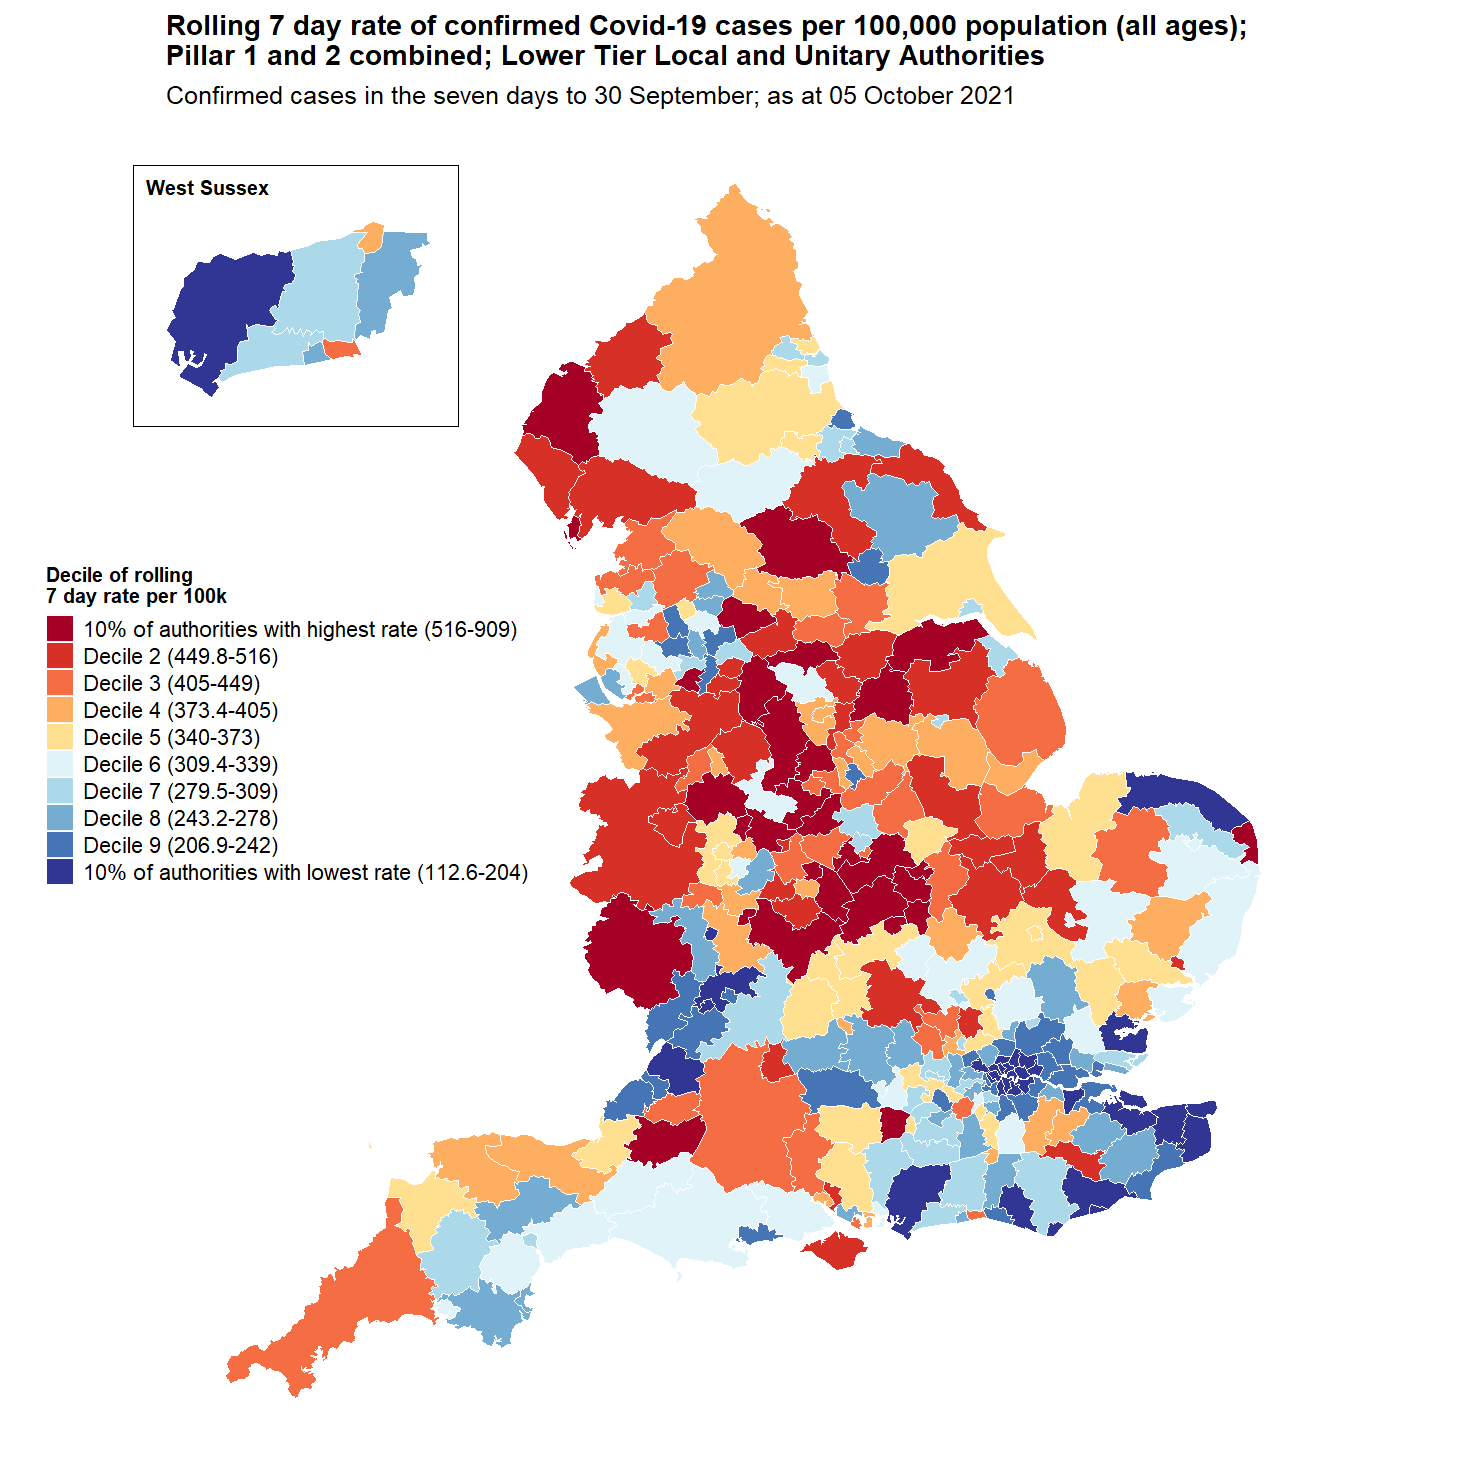 Rolling 7 day rate of confirmed Covid-19 cases per 100,000 population (all ages);
Pillar 1 and 2 combined; Lower Tier Local and Unitary Authorities
Confirmed cases in the seven days to 30 September; as at 05 October 2021
West Sussex
Decile of rolling
7 day rate per 100k
10% of authorities with highest rate (516-909)
Decile 2 (449.8-516)
Decile 3 (405-449)
Decile 4 (373.4-405)
Decile 5 (340-373)
Decile 6 (309.4-339)
Decile 7 (279.5-309)
Decile 8 (243.2-278)
Decile 9 (206.9-242)
10% of authorities with lowest rate (112.6-204)